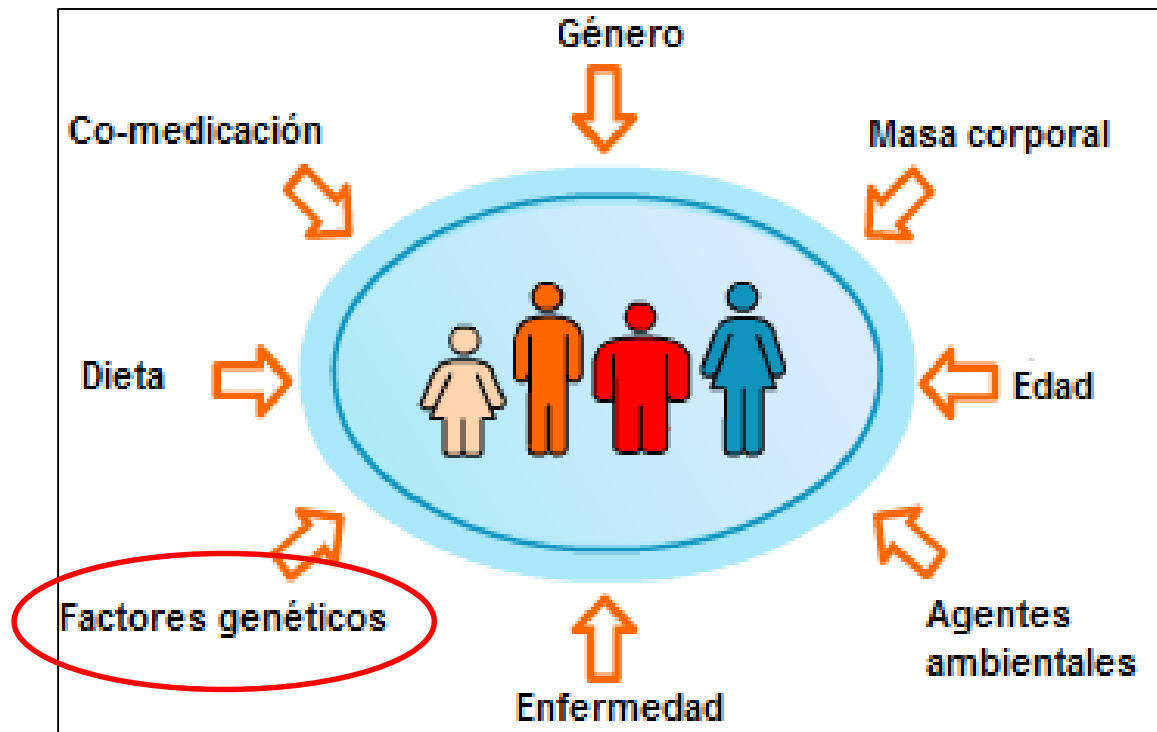 Género
Co-medicación
Masa corporal
Dieta
Edad
Factores genéticos
Agentes
ambientales
Enfermedad